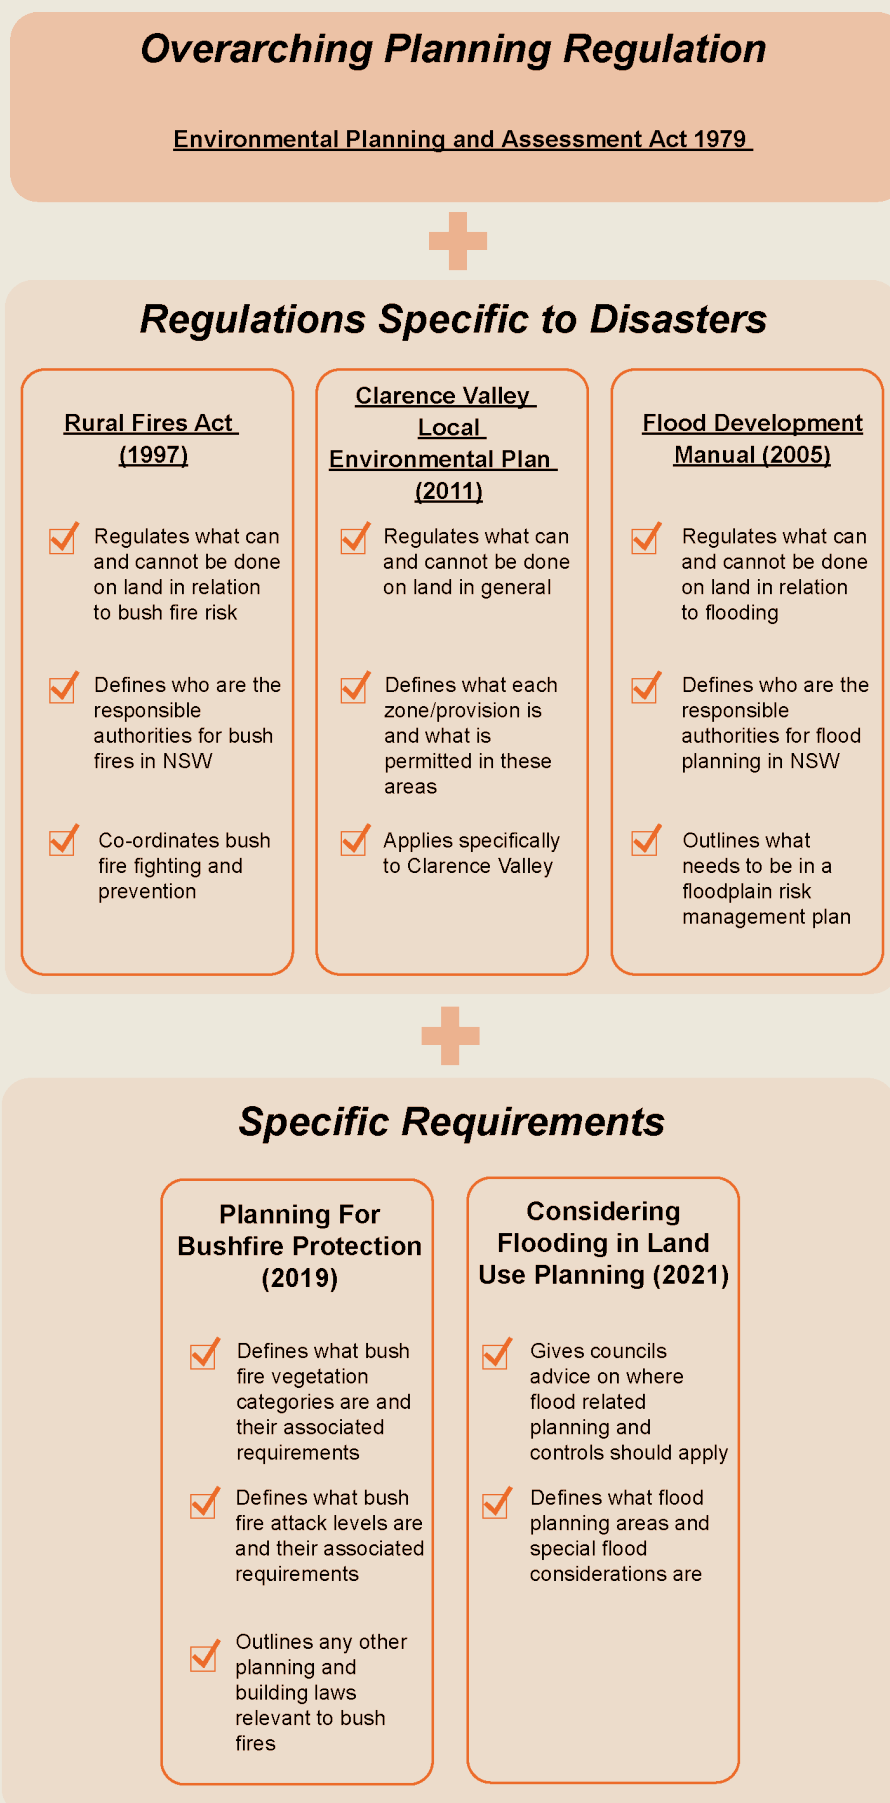 Overarching Planning Regulation
Environmental Planning and Assessment Act 1979
Regulations Specific to Disasters
Rural Fires Act
(1997)
Regulates what can
and cannot be done
on land in relation
to bush fire risk
Defines who are the
responsible
authorities for bush
fires in NSW
Co-ordinates bush
fire fighting and
prevention
Clarence Valley
Local
Environmental Plan
(2011)
Regulates what can
and cannot be done
on land in general
Defines what each
zone/provision is
and what is
permitted in these
areas
Applies specifically
to Clarence Valley
Flood Development
Manual (2005)
Regulates what can
and cannot be done
on land in relation
to flooding
Defines who are the
responsible
authorities for flood
planning in NSW
Outlines what
needs to be in a
floodplain risk
management plan
Specific Requirements
Planning For
Bushfire Protection
(2019)
Defines what bush
fire vegetation
categories are and
their associated
requirements
Defines what bush
fire attack levels are
and their associated
requirements
Outlines any other
planning and
building laws
relevant to bush
fires
Considering
Flooding in Land
Use Planning (2021)
Gives councils
advice on where
flood related
planning and
controls should apply
Defines what flood
planning areas and
special flood
considerations are